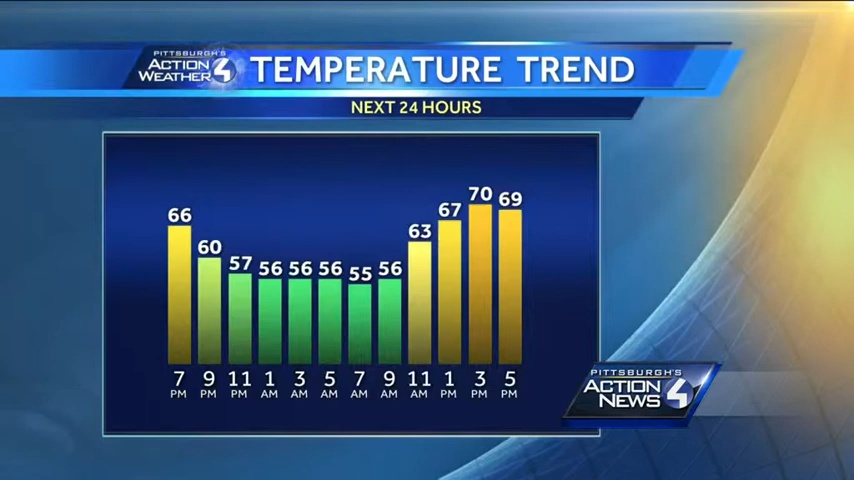 PITTSBURGH'S
ACTION
WEATHER 4
TEMPERATURE TREND
NEXT 24 HOURS
66 60 57 56 56 56 55 56 63 67 70 69
7 9 11 1 3 5 7 9 11 1 3 5
PM PM PM AM AM AM AM AM AM PM PM PM
PITTSBURGH'S
ACTION
NEWS 4